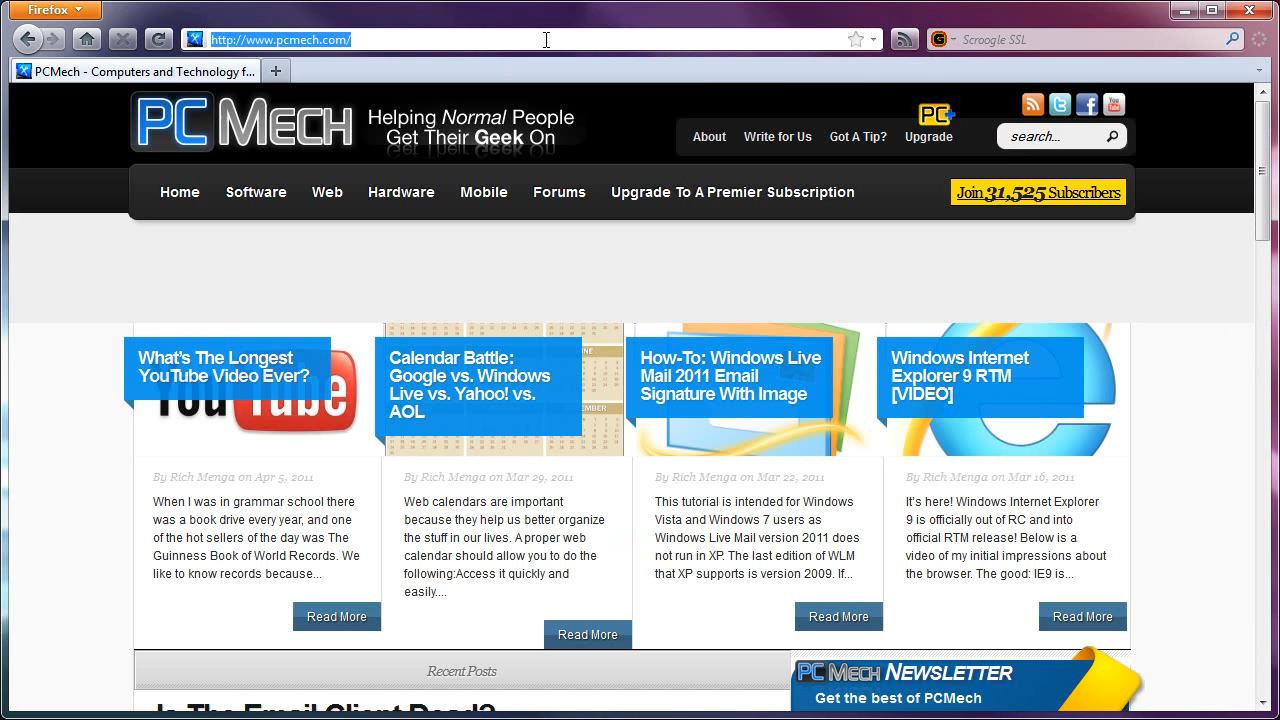 Firefox
http://www.pcmech.com/
Scroogle SSL
PCMech - Computers and Technology f...
PC Mech
Helping Normal People
Get Their Geek On
PC+
About Write for Us Got A Tip? Upgrade
search...
Home Software Web Hardware Mobile Forums Upgrade To A Premier Subscription
Join 31,525 Subscribers
What's The Longest
YouTube Video Ever?
YouTube
By Rich Menga on Apr 5, 2011
When I was in grammar school there
was a book drive every year, and one
of the hot sellers of the day was The
Guinness Book of World Records. We
like to know records because...
Read More
Calendar Battle:
Google vs. Windows
Live vs. Yahoo! vs.
AOL
By Rich Menga on Mar 29, 2011
Web calendars are important
because they help us better organize
the stuff in our lives. A proper web
calendar should allow you to do the
following:Access it quickly and
easily....
Read More
How-To: Windows Live
Mail 2011 Email
Signature With Image
By Rich Menga on Mar 22, 2011
This tutorial is intended for Windows
Vista and Windows 7 users as
Windows Live Mail version 2011 does
not run in XP. The last edition of WLM
that XP supports is version 2009. If...
Read More
Windows Internet
Explorer 9 RTM
[VIDEO]
By Rich Menga on Mar 16, 2011
It's here! Windows Internet Explorer
9 is officially out of RC and into
official RTM release! Below is a
video of my initial impressions about
the browser. The good: IE9 is...
Read More
Recent Posts
Is The Email Client Dead?
PC Mech Newsletter
Get the best of PCMech